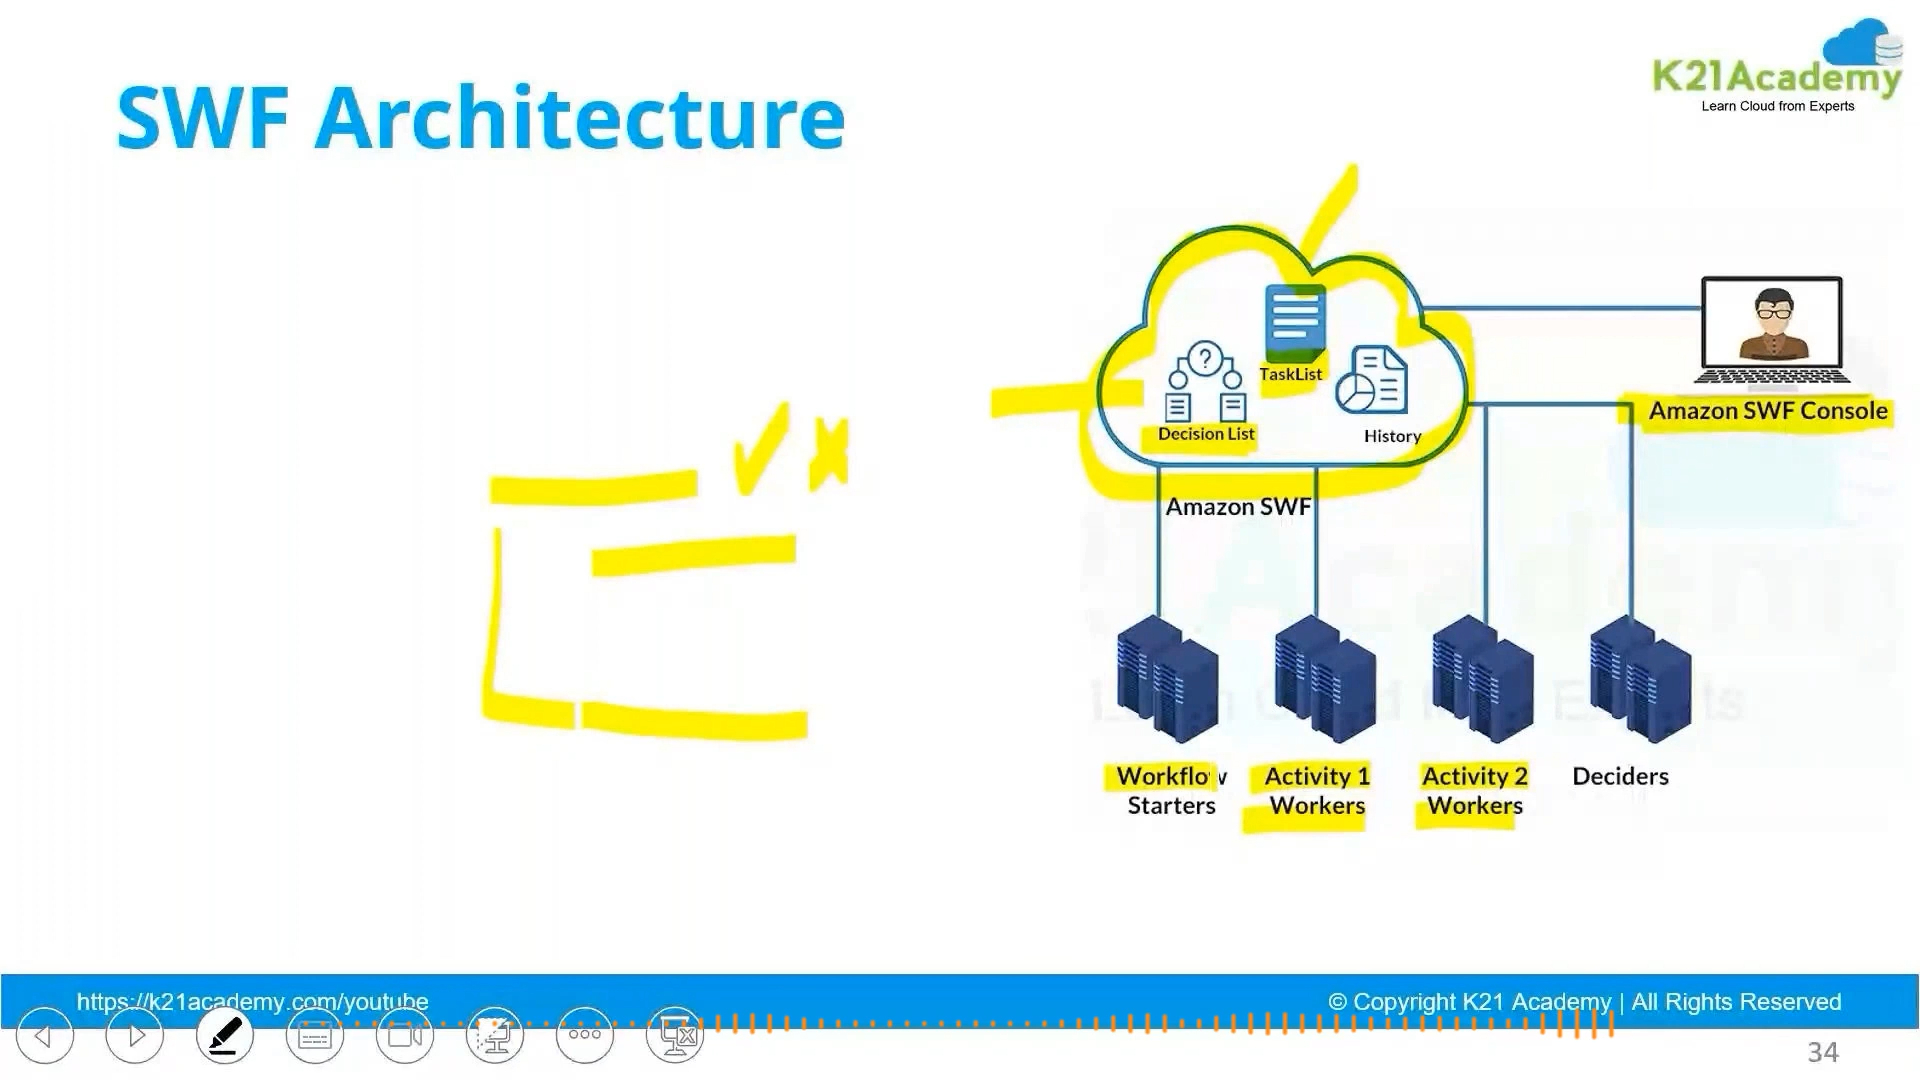 K21Academy
Learn Cloud from Experts
SWF Architecture
TaskList
Decision List
History
Amazon SWF Console
Amazon SWF
Workflow
Starters
Activity 1
Workers
Activity 2
Workers
Deciders
https://k21academy.com/youtube
© Copyright K21 Academy | All Rights Reserved
34